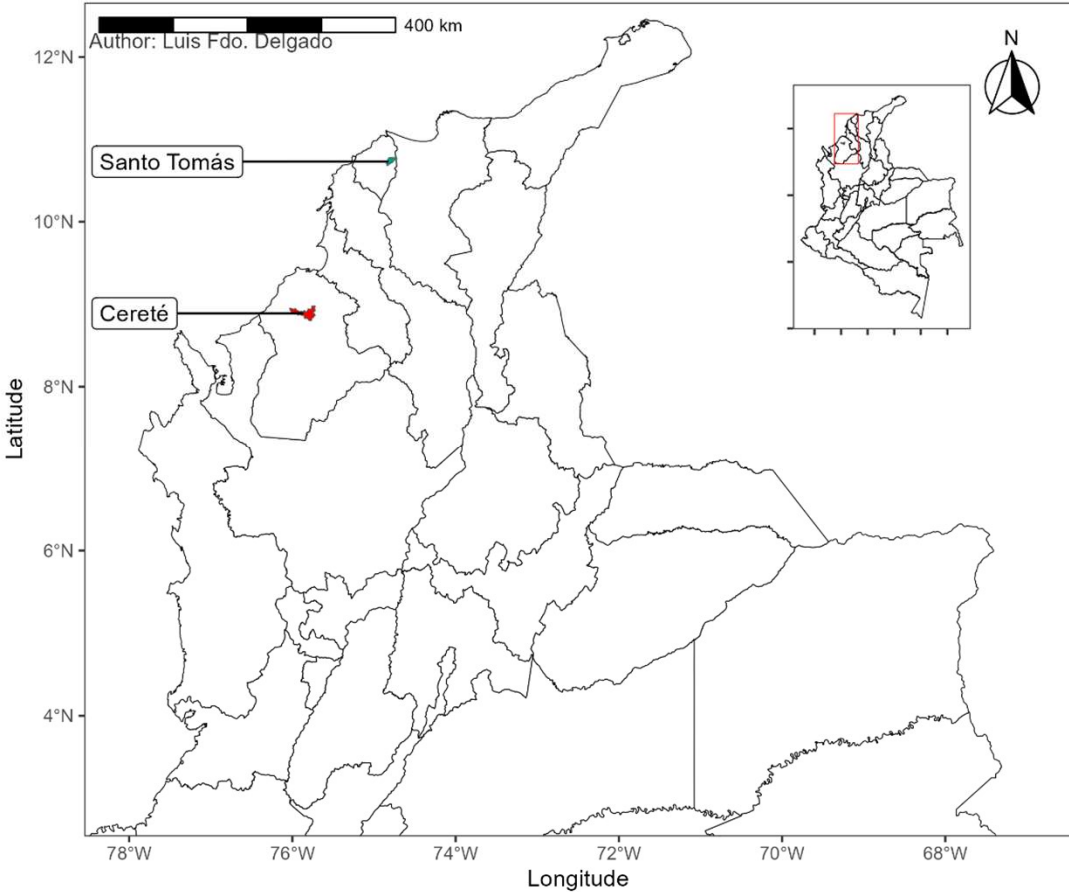 400 km
Author: Luis Fdo. Delgado
N
12°N
Santo Tomás
10°N
Cereté
8°N
Latitude
6°N
4°N
78°W
76°W
74°W
72°W
70°W
68°W
Longitude